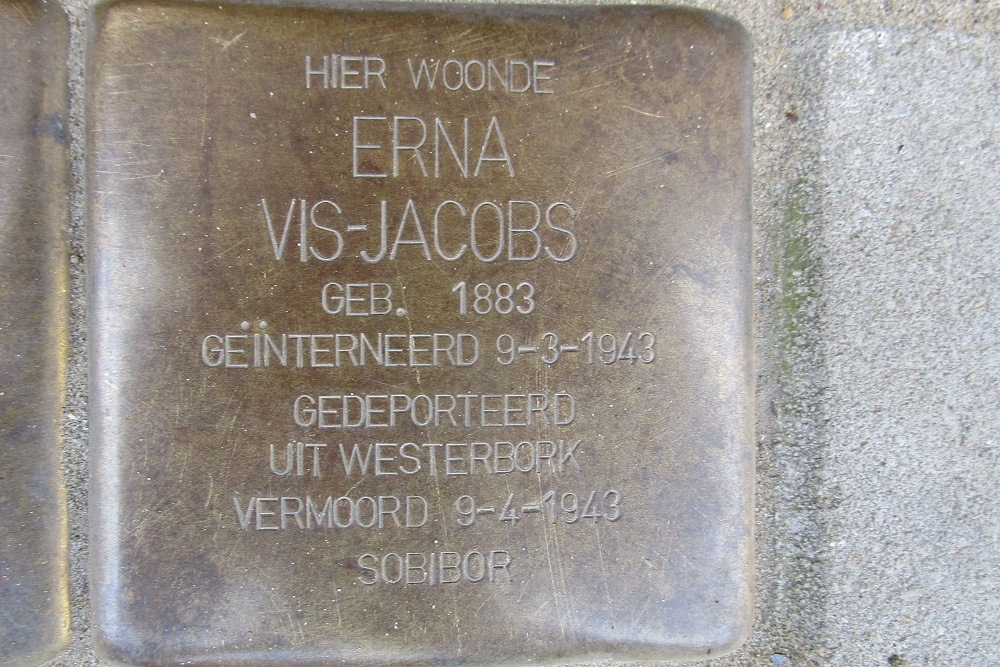 HIER WOONDE
ERNA
VIS-JACOBS
GEB. 1883
GEÏNTERNEERD 9-3-1943
GEDEPORTEERD
UIT WESTERBORK
VERMOORD 9-4-1943
SOBIBOR